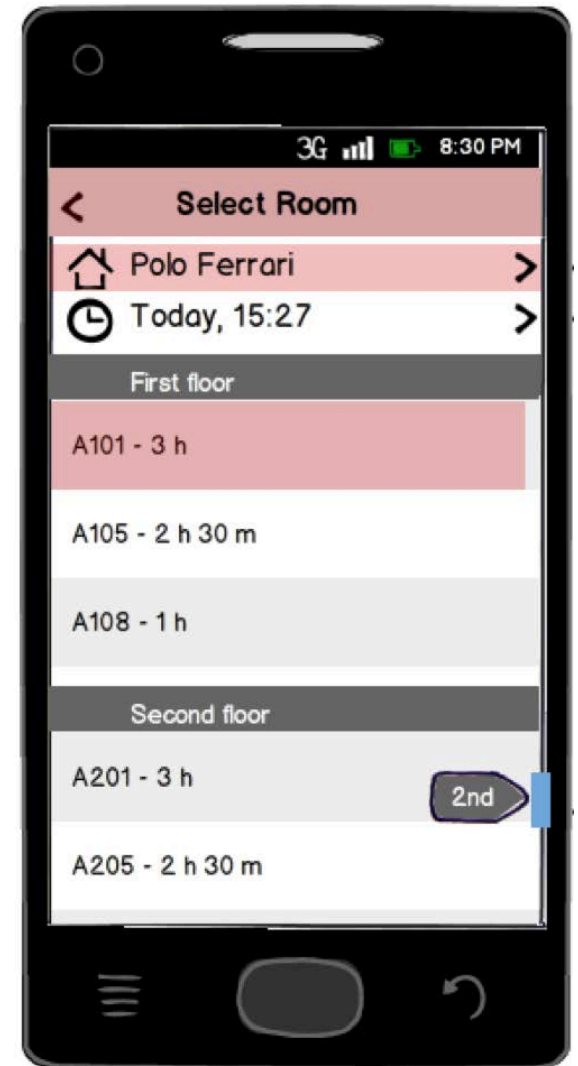 3G 8:30 PM
< Select Room
Polo Ferrari >
Today, 15:27 >
First floor
A101 - 3 h
A105 - 2 h 30 m
A108 - 1 h
Second floor
A201 - 3 h
2nd
A205 - 2 h 30 m